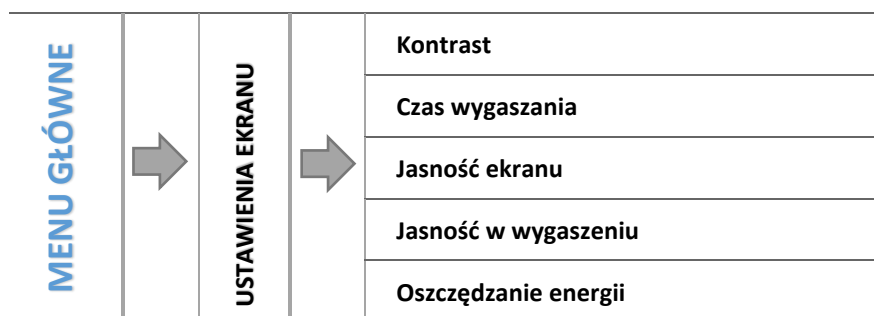 MENU GŁÓWNE
USTAWIENIA EKRANU
Kontrast
Czas wygaszania
Jasność ekranu
Jasność w wygaszeniu
Oszczędzanie energii